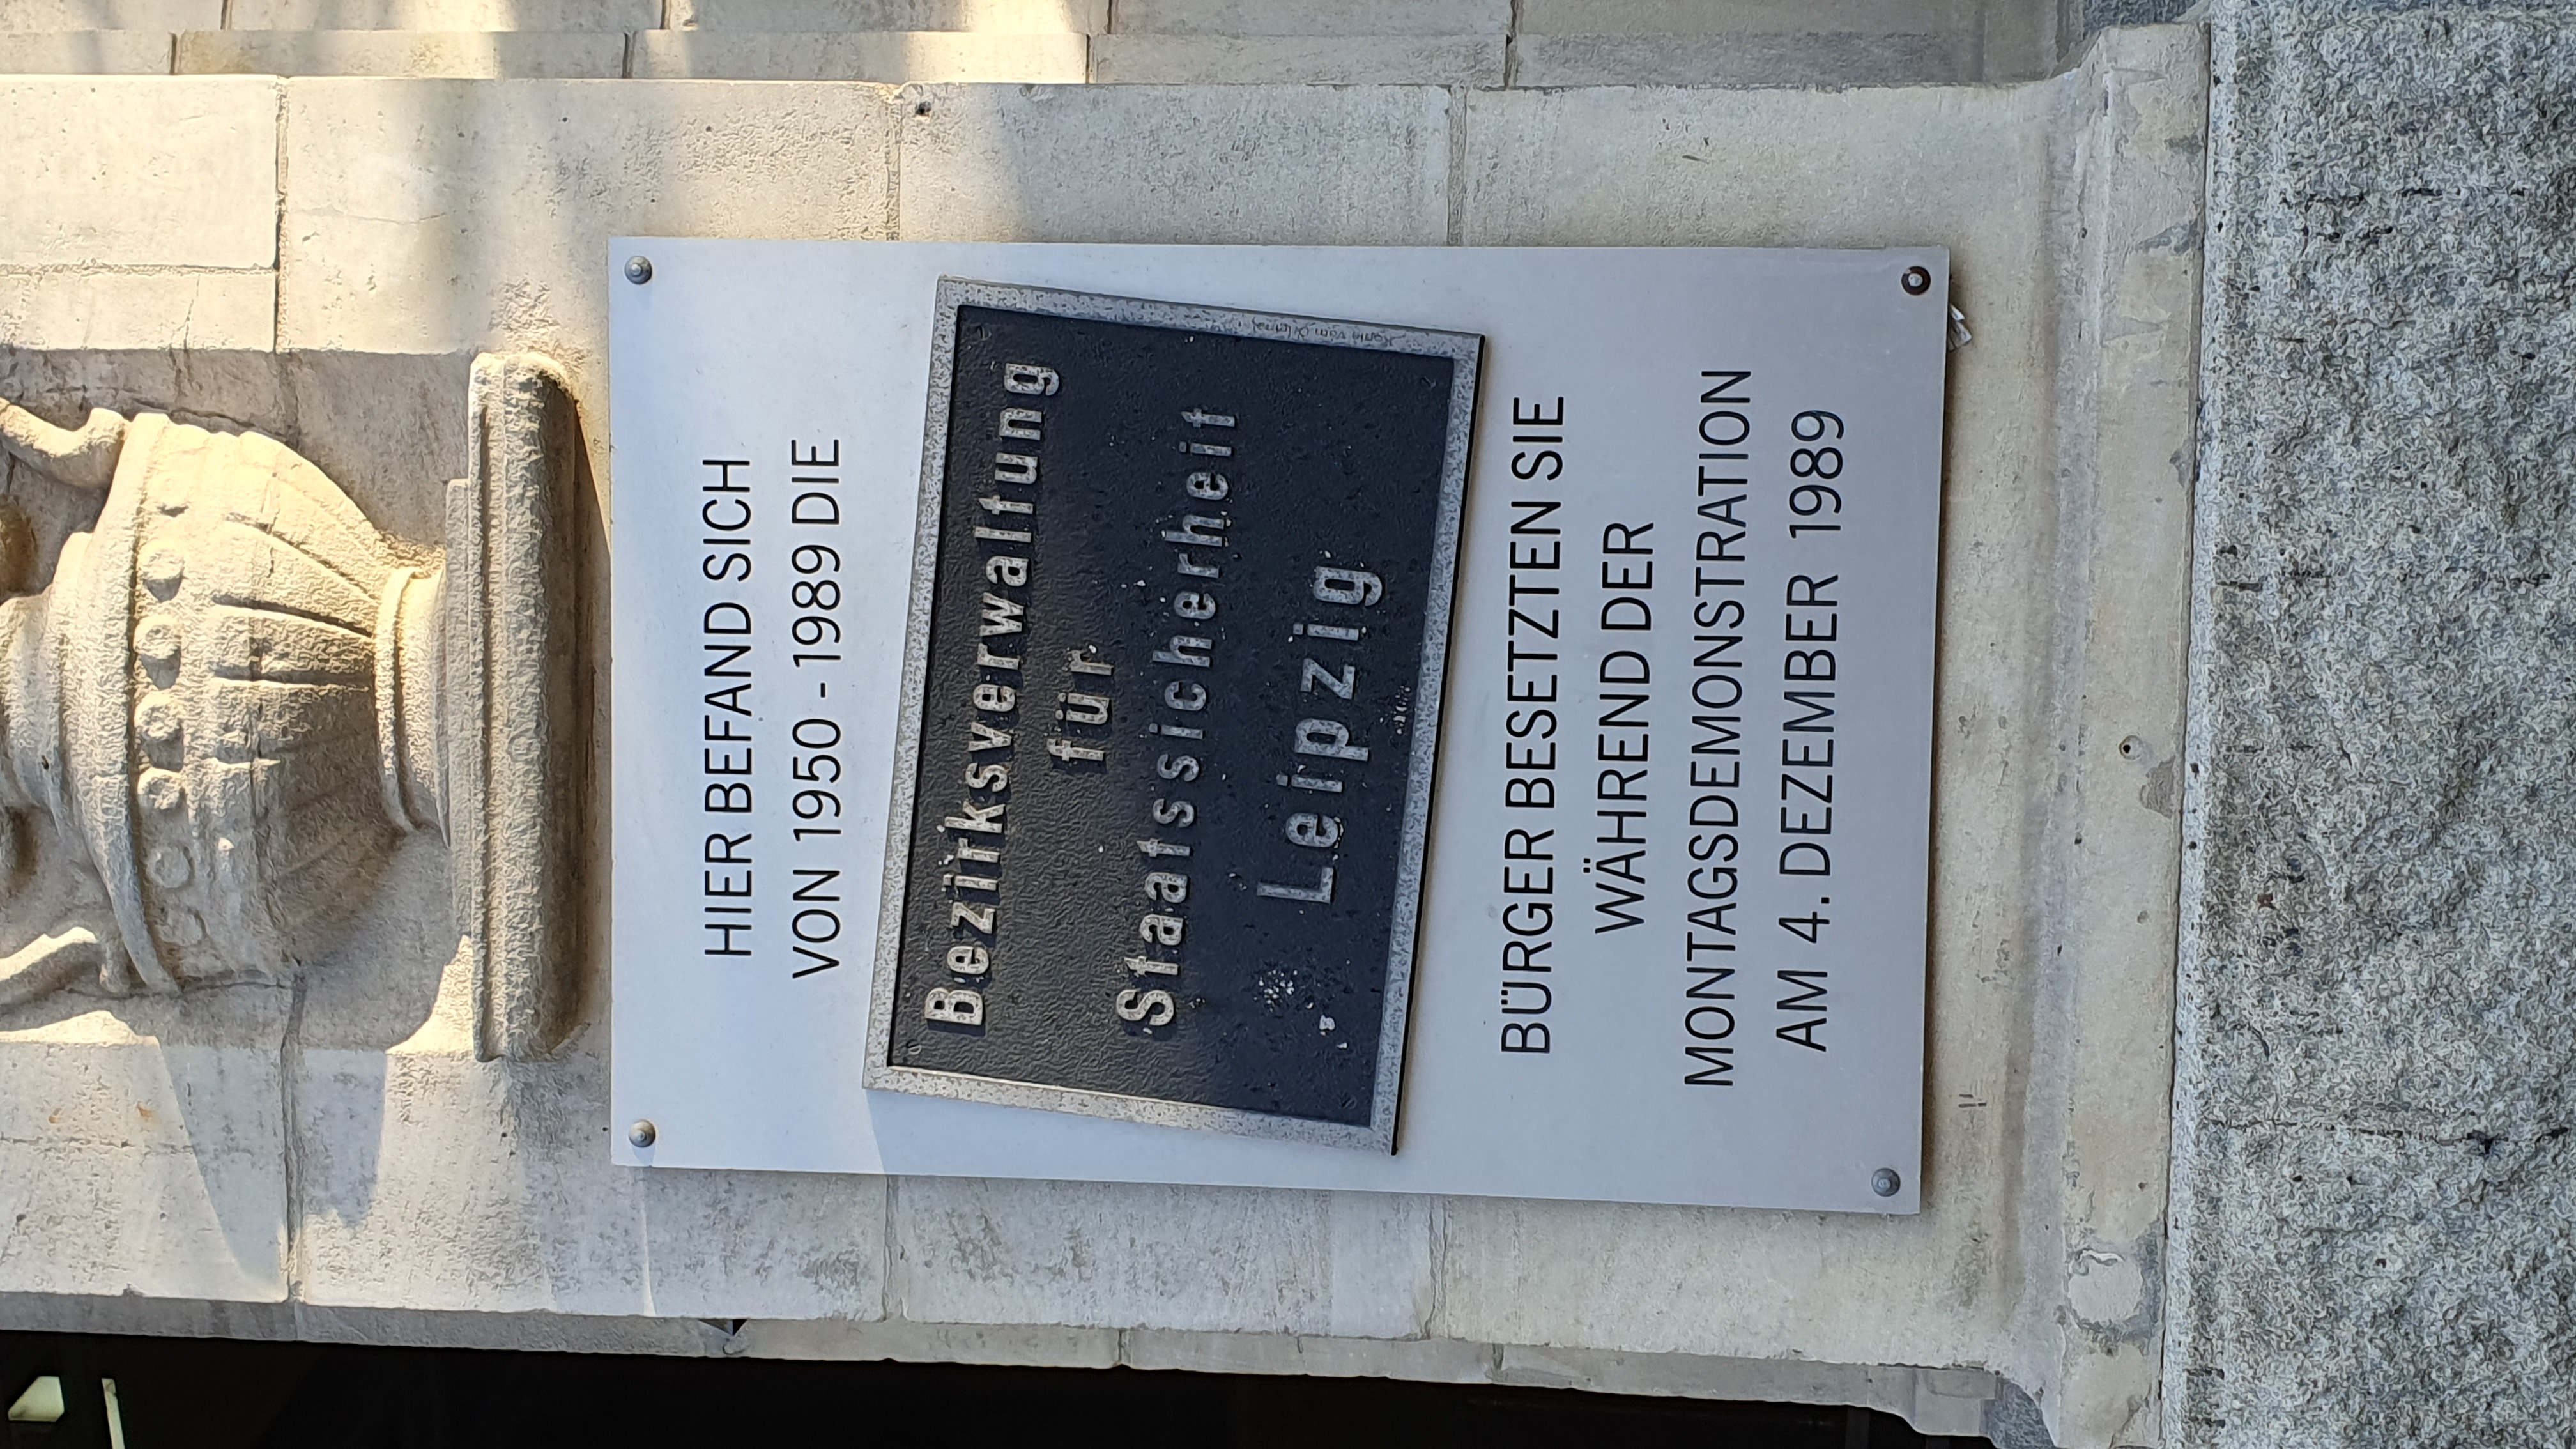 HIER BEFAND SICH
VON 1950 - 1989 DIE
Bezirksverwaltung
für
Staatssicherheit
Leipzig
BÜRGER BESETZTEN SIE
WÄHREND DER
MONTAGSDEMONSTRATION
AM 4. DEZEMBER 1989